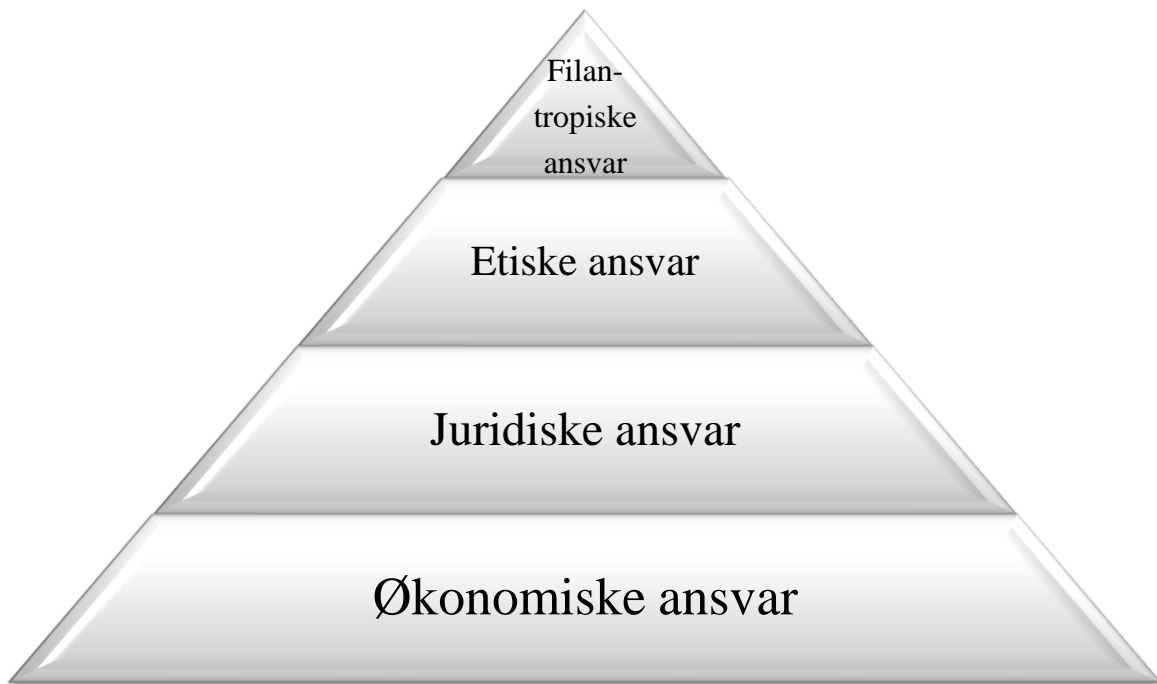 Filan-
tropiske
ansvar
Etiske ansvar
Juridiske ansvar
Økonomiske ansvar